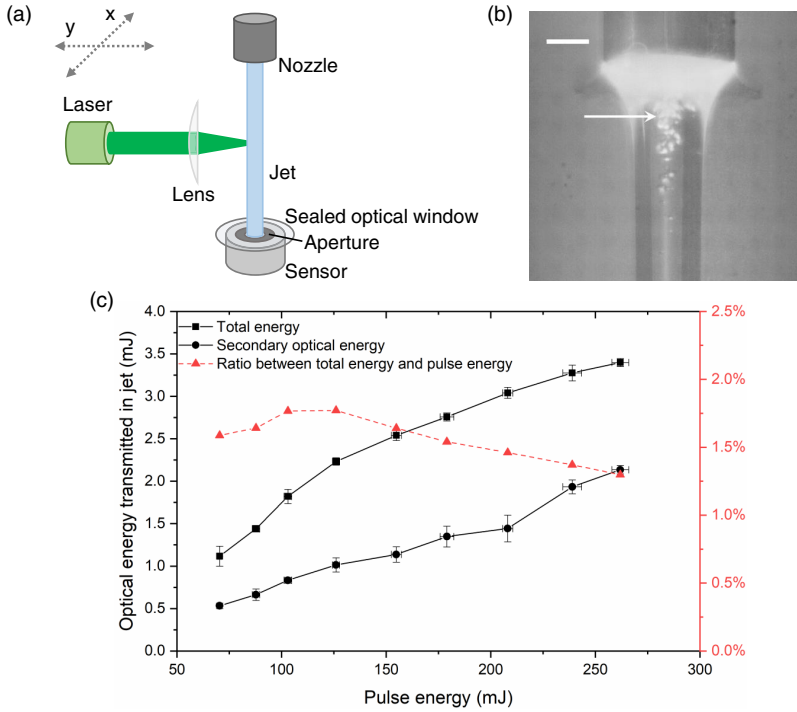 (a)
x
y
Nozzle
Laser
Lens
Jet
Sealed optical window
Aperture
Sensor
(b)
(c)
Total energy
Secondary optical energy
Ratio between total energy and pulse energy
Optical energy transmitted in jet (mJ)
4.0
3.5
3.0
2.5
2.0
1.5
1.0
0.5
0.0
2.5%
2.0%
1.5%
1.0%
0.5%
0.0%
50 100 150 200 250 300
Pulse energy (mJ)